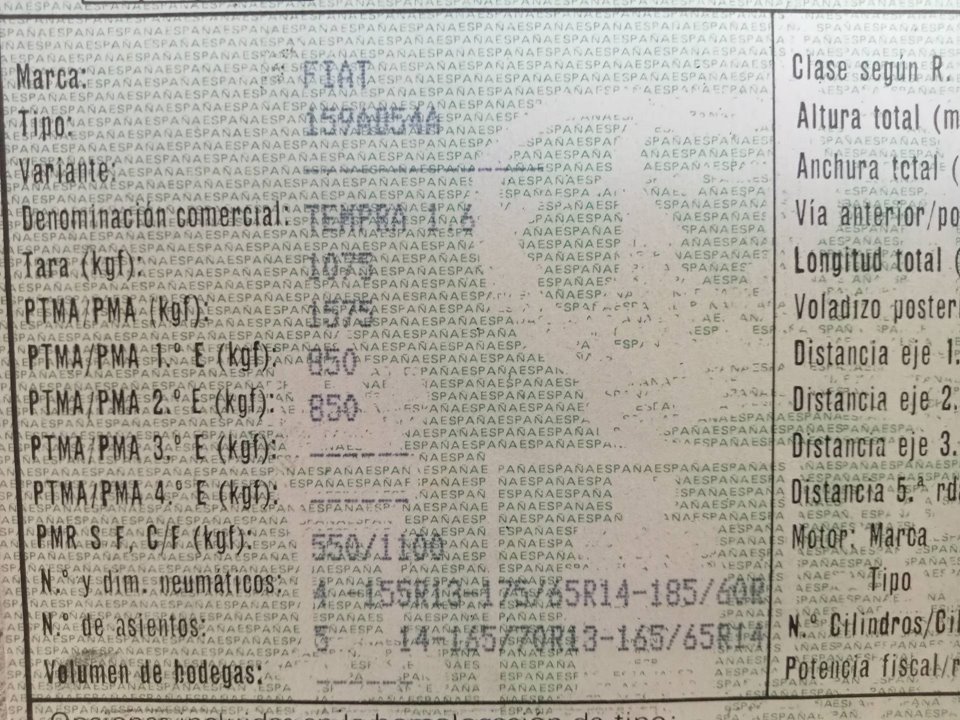 Marca: FIAT
Tipo: 159A054A
Variante: ---------------
Denominación comercial: TEMPRA 1.6
Tara (kgf): 1075
PTMA/PMA (kgf): 1575
PTMA/PMA 1.º E (kgf): 850
PTMA/PMA 2.º E (kgf): 850
PTMA/PMA 3.º E (kgf): ------
PTMA/PMA 4.º E (kgf): ------
PMR S F, C/F (kgf): 550/1100
N.º y dim. neumáticos: 4 155R13-175/65R14-185/60R
N.º de asientos: 5 14-165/70R13-165/65R14
Volumen de bodegas: ------
Clase según R.
Altura total (m
Anchura total (
Vía anterior/po
Longitud total (
Voladizo posteri
Distancia eje 1.
Distancia eje 2.
Distancia eje 3.
Distancia 5.ª rd
Motor: Marca
Tipo
N.º Cilindros/Cil
Potencia fiscal/r